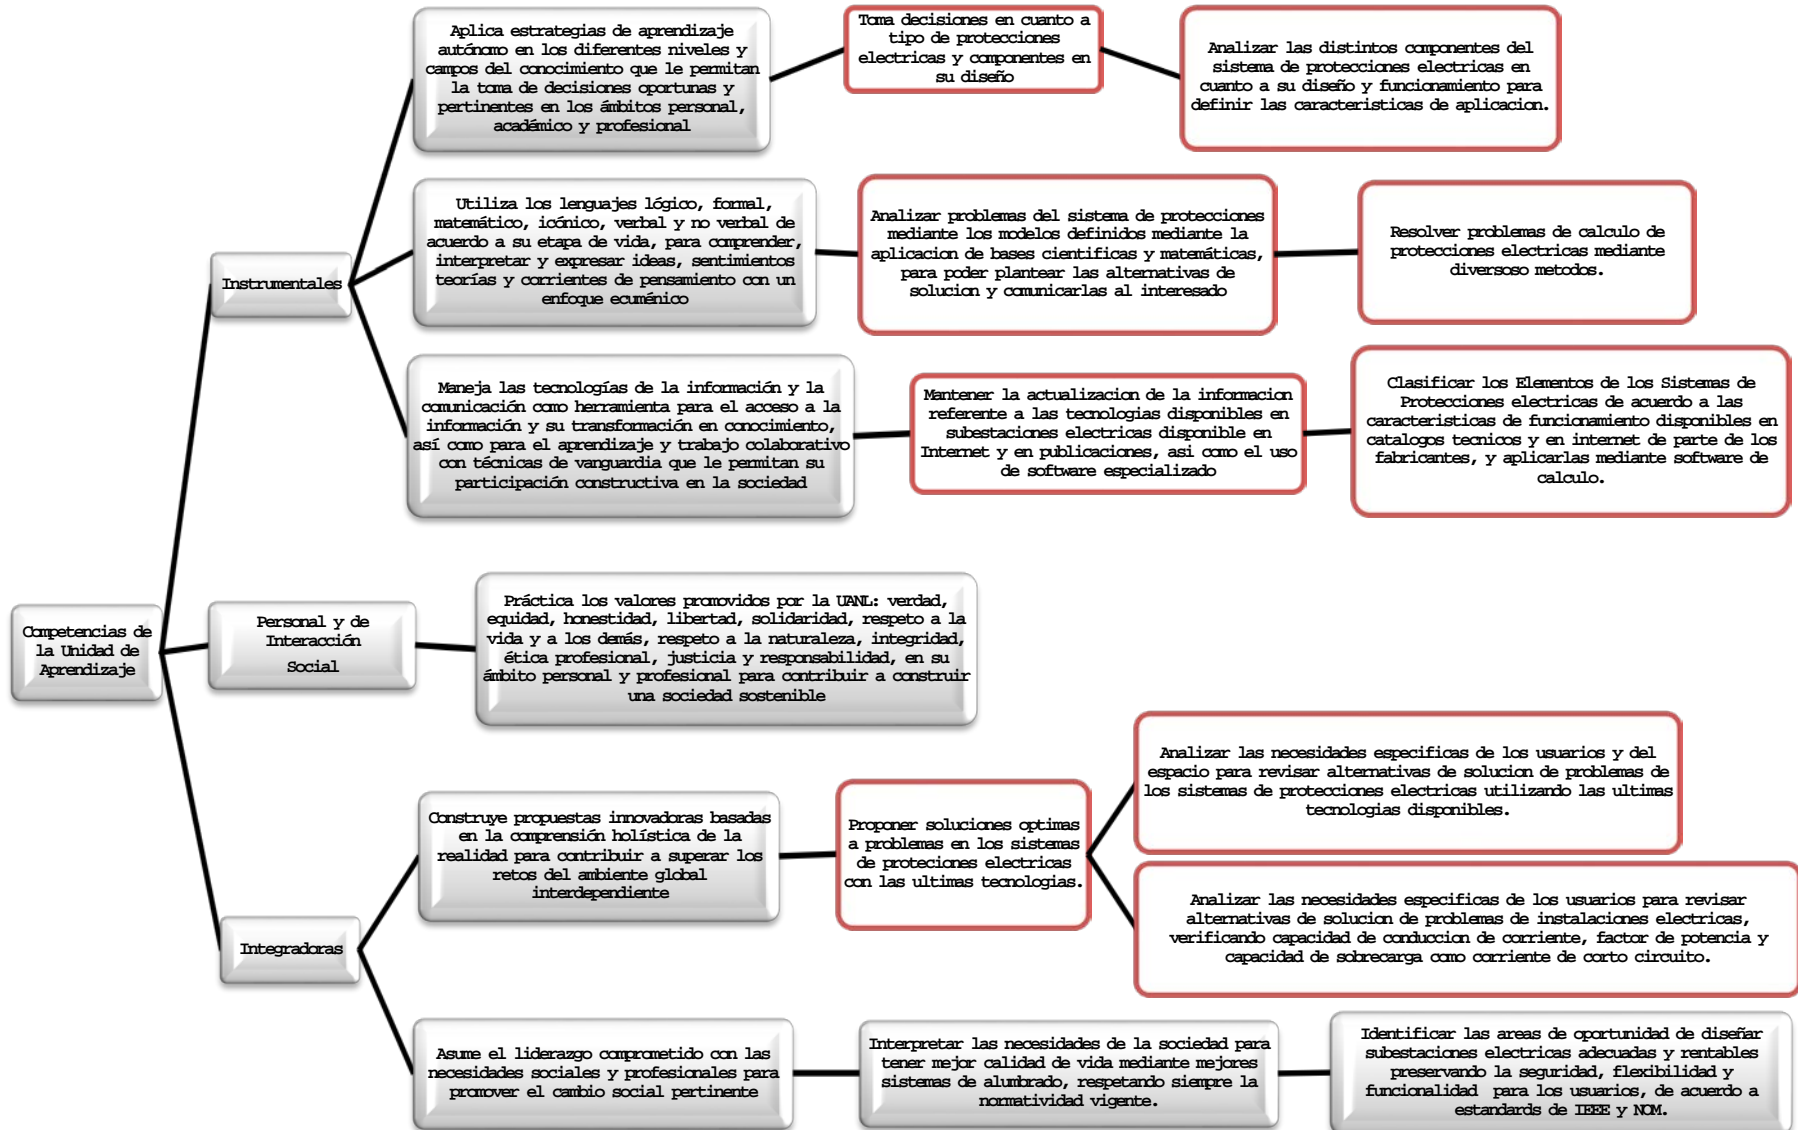 Aplica estrategias de aprendizaje
autónomo en los diferentes niveles y
campos del conocimiento que le permitan
la toma de decisiones oportunas y
pertinentes en los ámbitos personal,
académico y profesional
Toma decisiones en cuanto a
tipo de protecciones
electricas y componentes en
su diseño
Analizar las distintos componentes del
sistema de protecciones electricas en
cuanto a su diseño y funcionamiento para
definir las caracteristicas de aplicacion.
Utiliza los lenguajes lógico, formal,
matemático, icónico, verbal y no verbal de
acuerdo a su etapa de vida, para comprender,
interpretar y expresar ideas, sentimientos
teorías y corrientes de pensamiento con un
enfoque ecuménico
Analizar problemas del sistema de protecciones
mediante los modelos definidos mediante la
aplicacion de bases cientificas y matemáticas,
para poder plantear las alternativas de
solucion y comunicarlas al interesado
Resolver problemas de calculo de
protecciones electricas mediante
diversoso metodos.
Instrumentales
Maneja las tecnologías de la información y la
comunicación como herramienta para el acceso a la
información y su transformación en conocimiento,
así como para el aprendizaje y trabajo colaborativo
con técnicas de vanguardia que le permitan su
participación constructiva en la sociedad
Mantener la actualizacion de la informacion
referente a las tecnologias disponibles en
subestaciones electricas disponible en
Internet y en publicaciones, asi como el uso
de software especializado
Clasificar los Elementos de los Sistemas de
Protecciones electricas de acuerdo a las
caracteristicas de funcionamiento disponibles en
catalogos tecnicos y en internet de parte de los
fabricantes, y aplicarlas mediante software de
calculo.
Competencias de
la Unidad de
Aprendizaje
Personal y de
Interacción
Social
Práctica los valores promovidos por la UANL: verdad,
equidad, honestidad, libertad, solidaridad, respeto a la
vida y a los demás, respeto a la naturaleza, integridad,
ética profesional, justicia y responsabilidad, en su
ámbito personal y profesional para contribuir a construir
una sociedad sostenible
Integradoras
Construye propuestas innovadoras basadas
en la comprensión holística de la
realidad para contribuir a superar los
retos del ambiente global
interdependiente
Proponer soluciones optimas
a problemas en los sistemas
de proteciones electricas
con las ultimas tecnologias.
Analizar las necesidades especificas de los usuarios y del
espacio para revisar alternativas de solucion de problemas de
los sistemas de protecciones electricas utilizando las ultimas
tecnologias disponibles.
Analizar las necesidades especificas de los usuarios para revisar
alternativas de solucion de problemas de instalaciones electricas,
verificando capacidad de conduccion de corriente, factor de potencia y
capacidad de sobrecarga como corriente de corto circuito.
Asume el liderazgo comprometido con las
necesidades sociales y profesionales para
promover el cambio social pertinente
Interpretar las necesidades de la sociedad para
tener mejor calidad de vida mediante mejores
sistemas de alumbrado, respetando siempre la
normatividad vigente.
Identificar las areas de oportunidad de diseñar
subestaciones electricas adecuadas y rentables
preservando la seguridad, flexibilidad y
funcionalidad para los usuarios, de acuerdo a
estandards de IEEE y NOM.